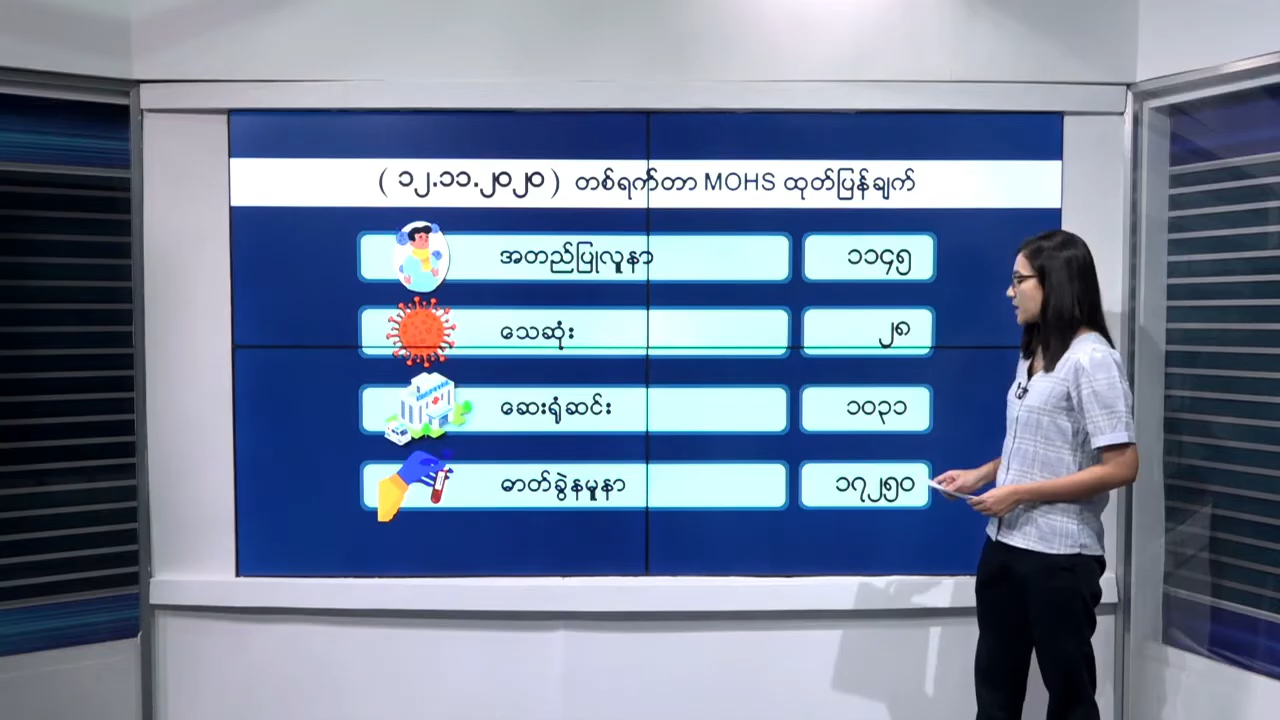 ( ၁၂.၁၁.၂၀၂၀ ) တစ်ရက်တာ MOHS ထုတ်ပြန်ချက်
အတည်ပြုလူနာ ၁၁၄၅
သေဆုံး ၂၈
ဆေးရုံဆင်း ၁၀၃၁
ဓာတ်ခွဲနမူနာ ၁၇၂၅၀